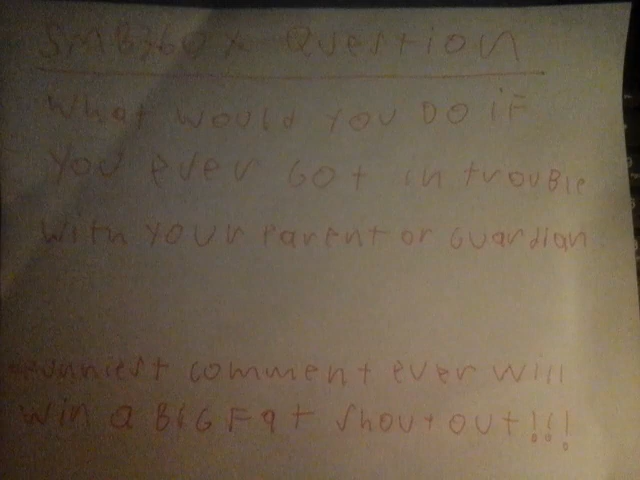 Question
What would you DO iF
you ever Got in trouBle
with your parent or Guardian
Funniest comment ever will
win a BIG Fat shout out!!!